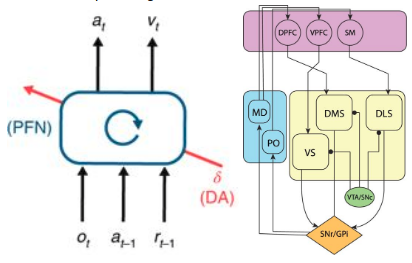 a_t v_t
(PFN)
δ
(DA)
o_t a_{t–1} r_{t–1}
DPFC VPFC SM
MD
PO
DMS DLS
VS
VTA/SNc
SNr/GPi